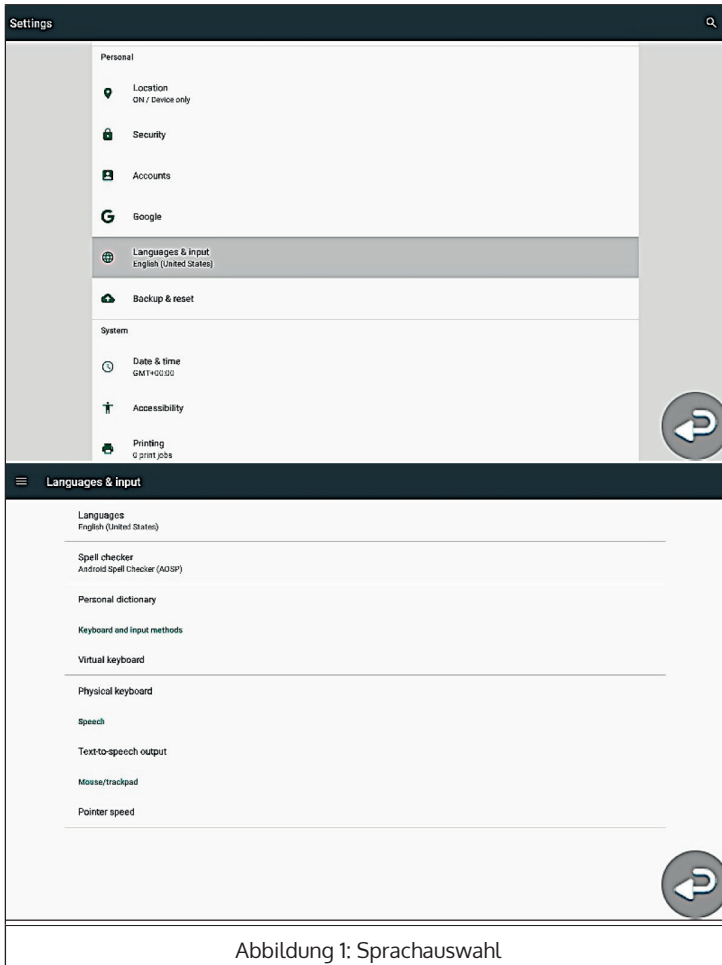 Settings
Personal
Location
ON / Device only
Security
Accounts
Google
Languages & input
English (United States)
Backup & reset
System
Date & time
GMT+00:00
Accessibility
Printing
0 print jobs
Languages & input
Languages
English (United States)
Spell checker
Android Spell Checker (AOSP)
Personal dictionary
Keyboard and input methods
Virtual keyboard
Physical keyboard
Speech
Text-to-speech output
Mouse/trackpad
Pointer speed
Abbildung 1: Sprachauswahl